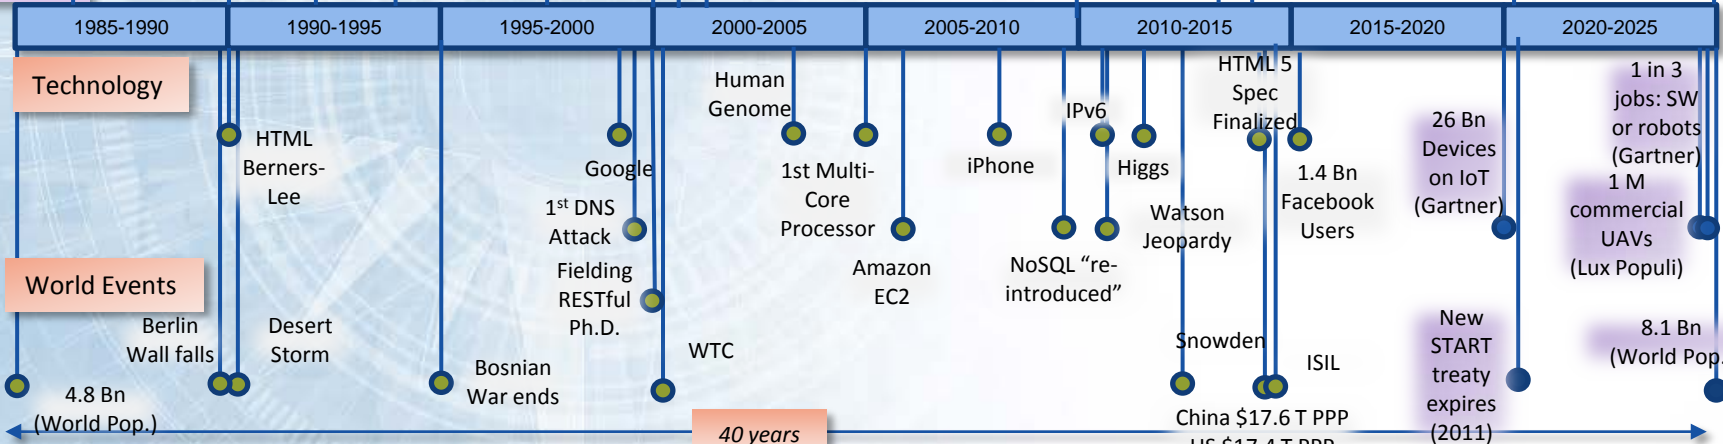 1985-1990
1990-1995
1995-2000
2000-2005
2005-2010
2010-2015
2015-2020
2020-2025
Technology
HTML
Berners-
Lee
Google
1st DNS
Attack
Fielding
RESTful
Ph.D.
Human
Genome
1st Multi-
Core
Processor
Amazon
EC2
iPhone
NoSQL “re-
introduced”
IPv6
Higgs
Watson
Jeopardy
HTML 5
Spec
Finalized
1.4 Bn
Facebook
Users
26 Bn
Devices
on IoT
(Gartner)
1 in 3
jobs: SW
or robots
(Gartner)
1 M
commercial
UAVs
(Lux Populi)
World Events
4.8 Bn
(World Pop.)
Berlin
Wall falls
Desert
Storm
Bosnian
War ends
WTC
Snowden
ISIL
China $17.6 T PPP
US $17.4 T PPP
New
START
treaty
expires
(2011)
8.1 Bn
(World Pop.
40 years